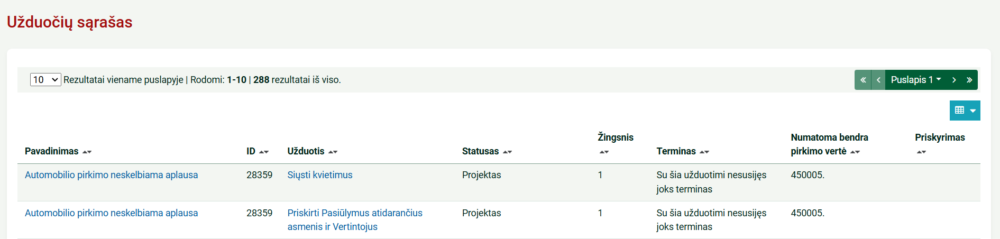 Užduočių sąrašas
10 Rezultatai viename puslapyje | Rodomi: 1-10 | 288 rezultatai iš viso.
« ‹ Puslapis 1 › »
Pavadinimas ID Užduotis Statusas Žingsnis Terminas Numatoma bendra pirkimo vertė Priskyrimas
Automobilio pirkimo neskelbiama aplausa 28359 Siųsti kvietimus Projektas 1 Su šia užduotimi nesusijęs 450005.
joks terminas
Automobilio pirkimo neskelbiama aplausa 28359 Priskirti Pasiūlymus atidarančius Projektas 1 Su šia užduotimi nesusijęs 450005.
asmenis ir Vertintojus joks terminas